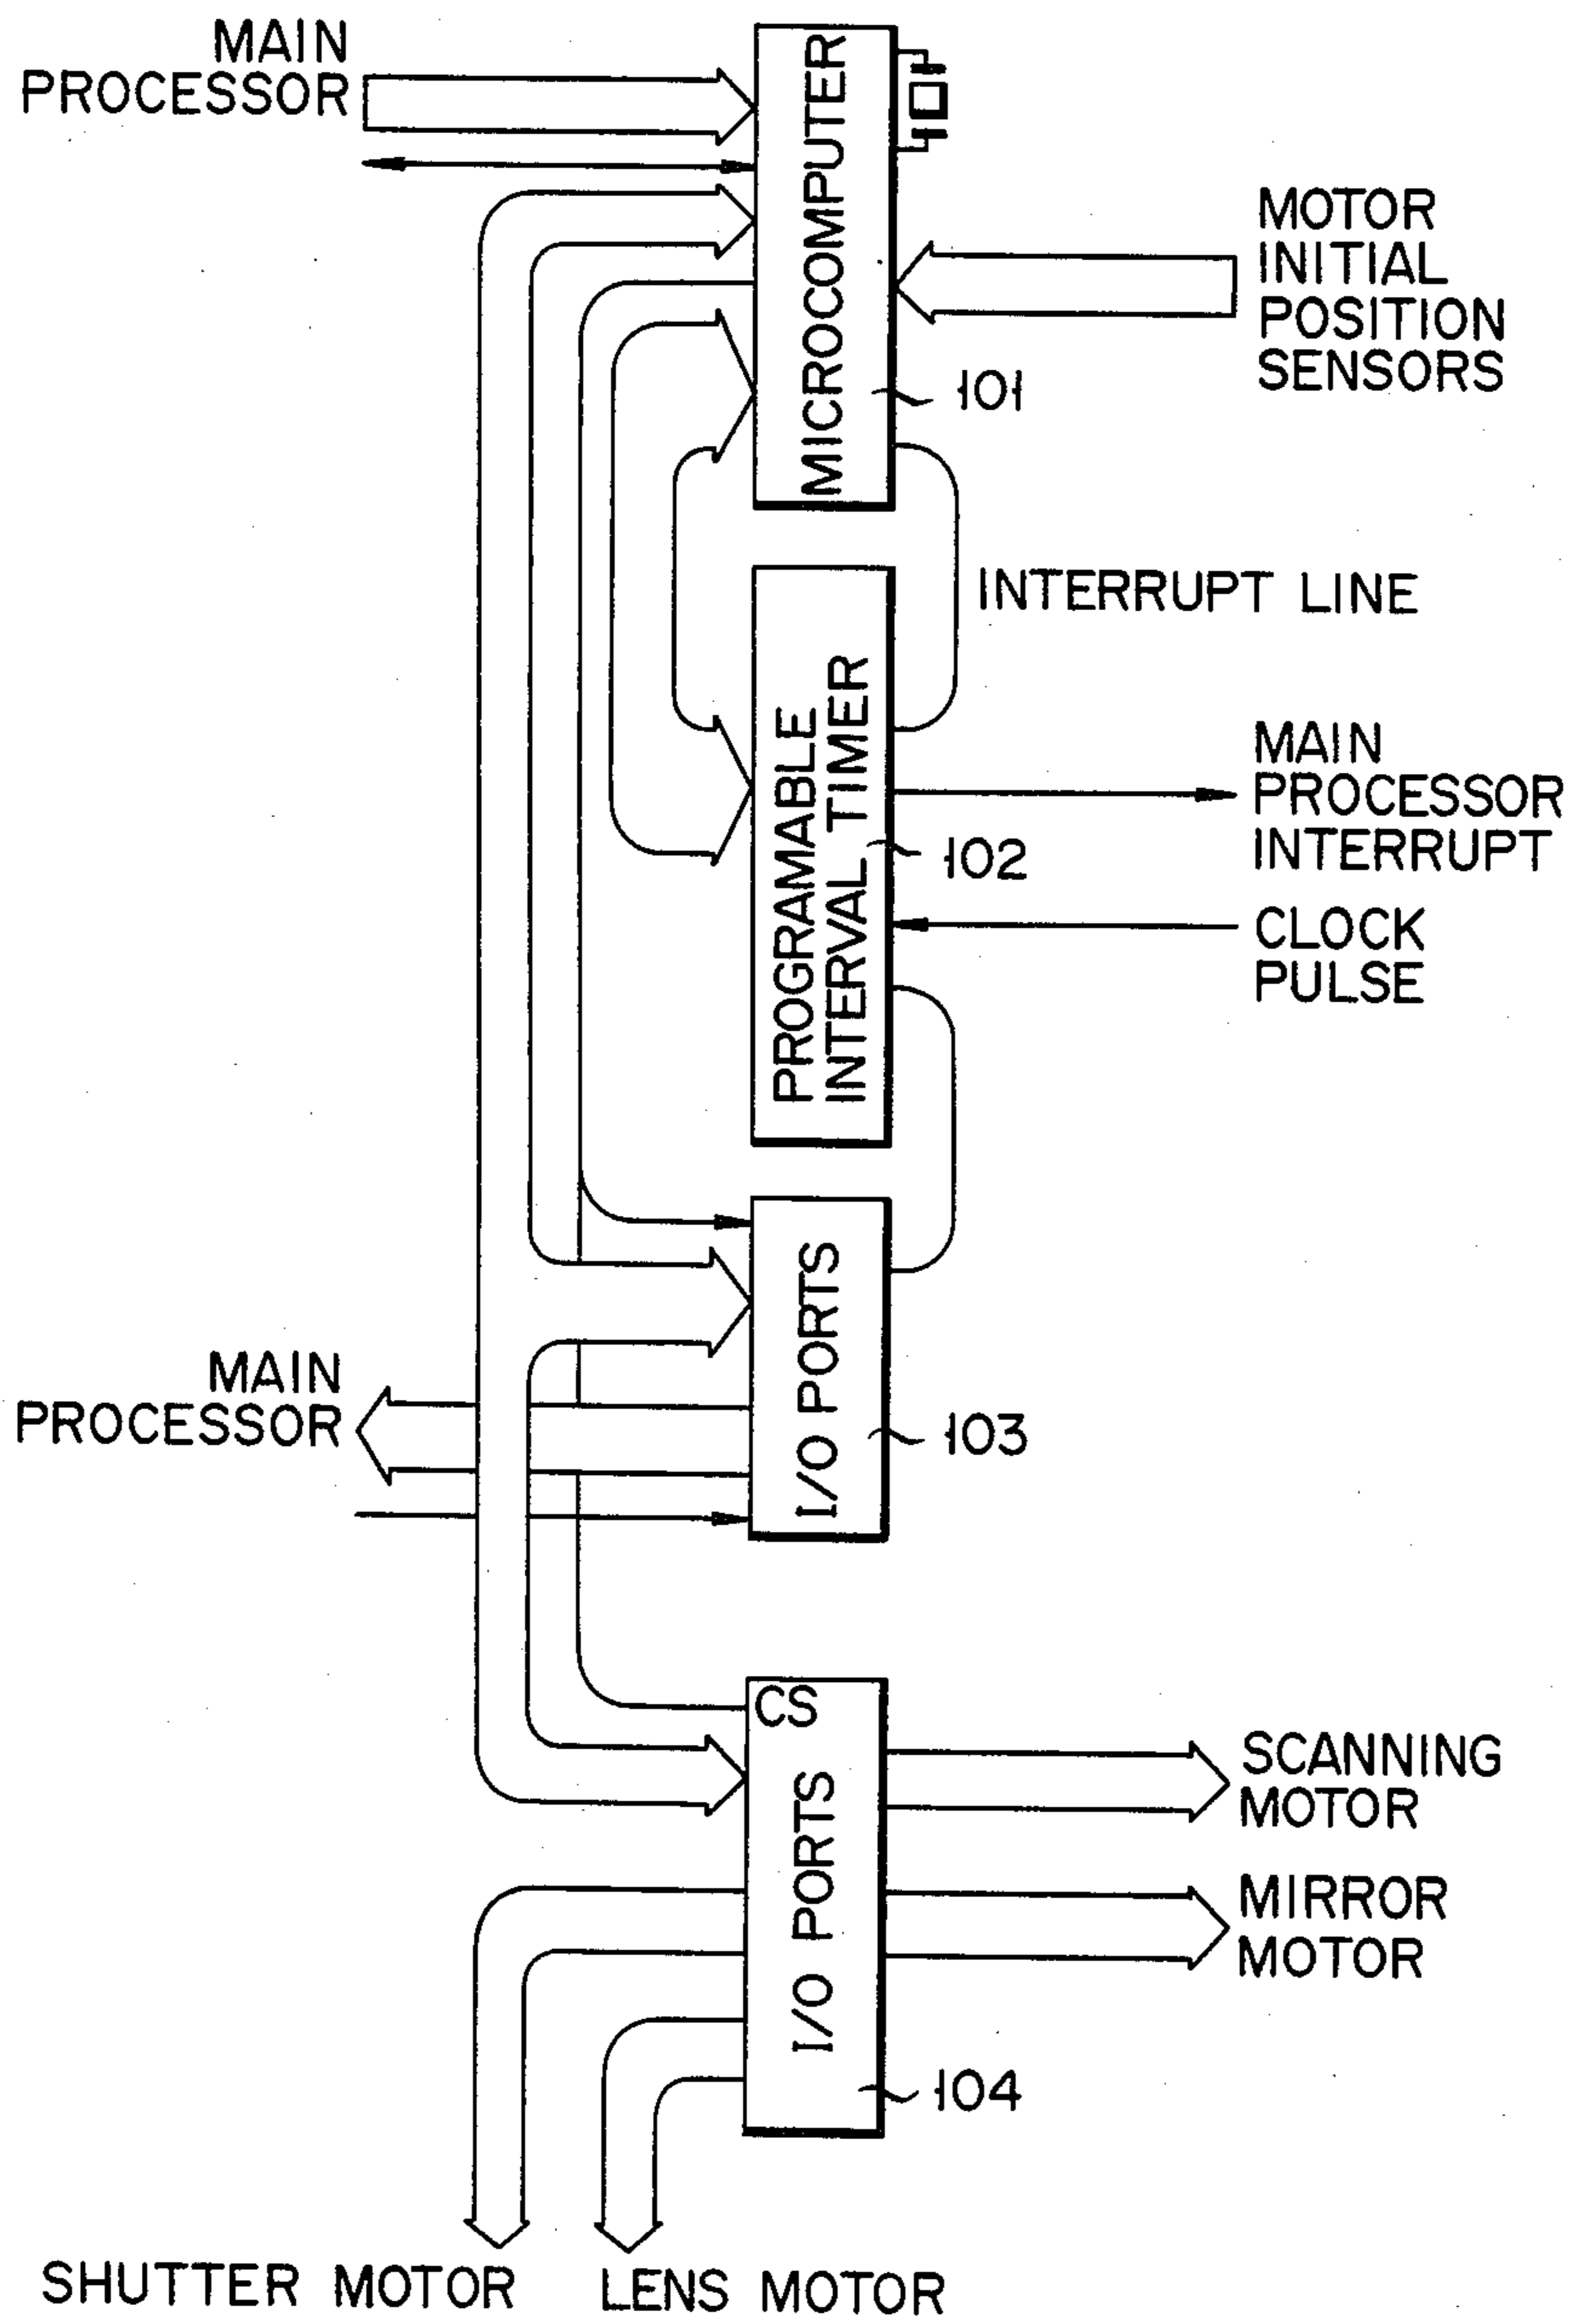 MAIN
PROCESSOR
MICROCOMPUTER
MOTOR
INITIAL
POSITION
SENSORS
101
INTERRUPT LINE
PROGRAMABLE
INTERVAL TIMER
MAIN
PROCESSOR
INTERRUPT
102
CLOCK
PULSE
I/O PORTS
MAIN
PROCESSOR
103
CS
I/O PORTS
SCANNING
MOTOR
MIRROR
MOTOR
104
SHUTTER MOTOR
LENS MOTOR